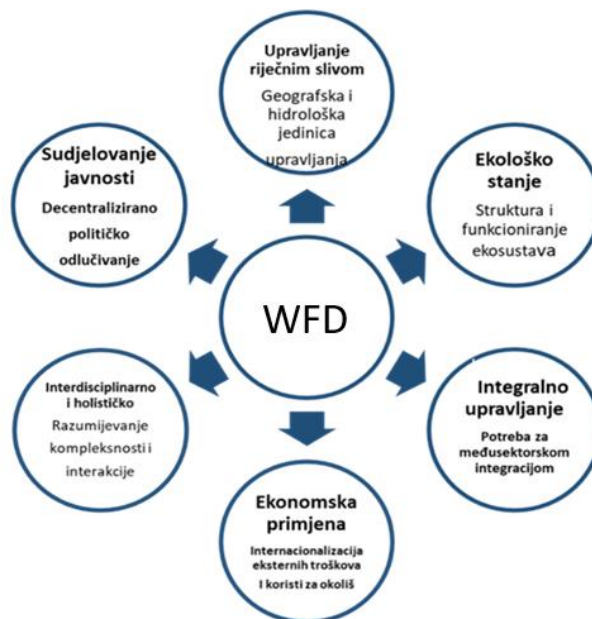 Upravljanje
riječnim slivom
Geografska i
hidrološka
jedinica
upravljanja
Sudjelovanje
javnosti
Decentralizirano
političko
odlučivanje
Ekološko
stanje
Struktura i
funkcioniranje
ekosustava
WFD
Interdisciplinarno
i holističko
Razumijevanje
kompleksnosti i
interakcije
Integralno
upravljanje
Potreba za
međusektorskom
integracijom
Ekonomska
primjena
Internacionalizacija
eksternih troškova
I koristi za okoliš